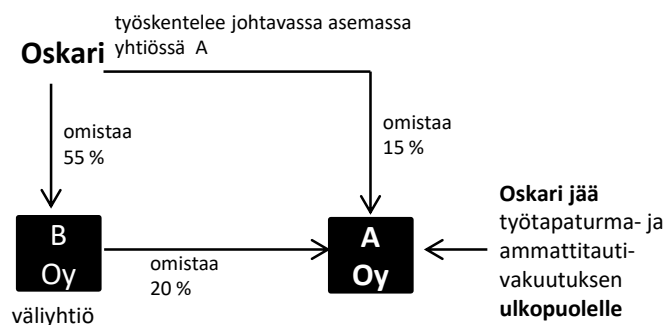 työskentelee johtavassa asemassa
yhtiössä A
Oskari
omistaa
55 %
omistaa
15 %
B
Oy
väliyhtiö
omistaa
20 %
A
Oy
Oskari jää
työtapaturma- ja
ammattitauti-
vakuutuksen
ulkopuolelle